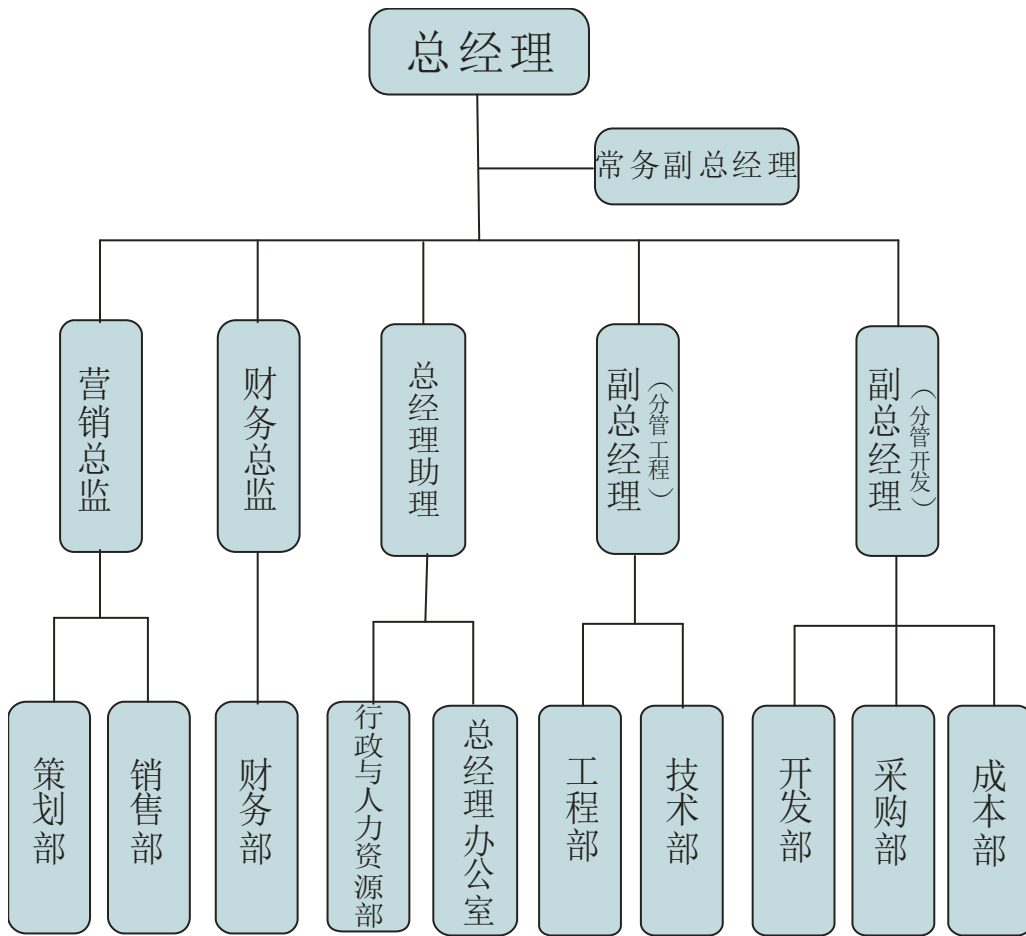 总经理
常务副总经理
营销总监
财务总监
总经理助理
副总经理
（分管工程）
副总经理
（分管开发）
策划部
销售部
财务部
行政与人力资源部
总经理办公室
工程部
技术部
开发部
采购部
成本部